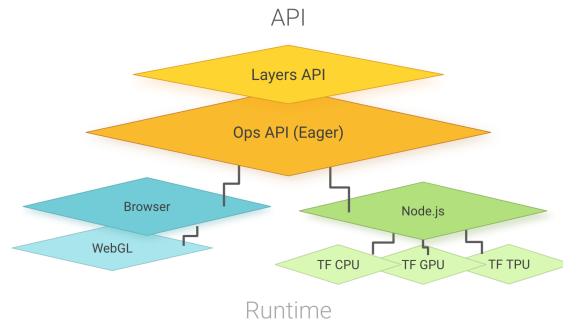 API
Layers API
Ops API (Eager)
Browser
Node.js
WebGL
TF CPU
TF GPU
TF TPU
Runtime